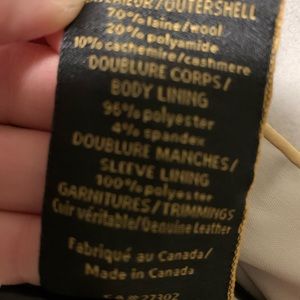 OUTERSHELL
70% laine/wool
20% polyamide
10% cachemire/cashmere
DOUBLURE CORPS/
BODY LINING
96% polyester
4% spandex
DOUBLURE MANCHES/
SLEEVE LINING
100% polyester
GARNITURES/TRIMMINGS
Cuir véritable/Genuine Leather
Fabriqué au Canada/
Made in Canada